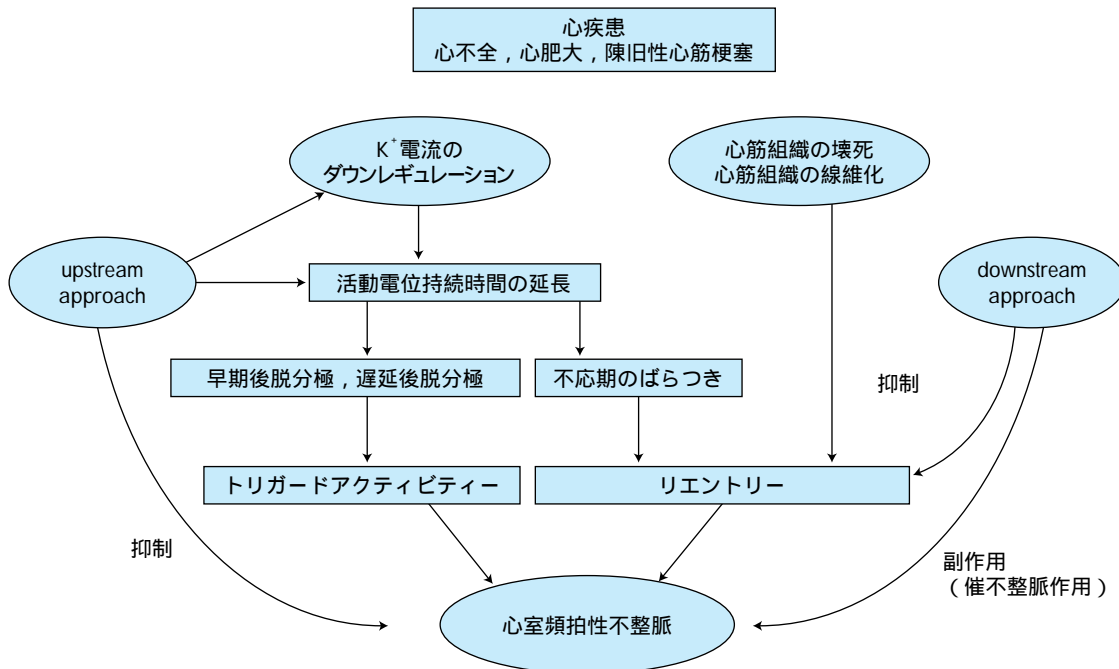 心疾患
心不全，心肥大，陳旧性心筋梗塞
K⁺電流の
ダウンレギュレーション
心筋組織の壊死
心筋組織の線維化
upstream
approach
活動電位持続時間の延長
downstream
approach
早期後脱分極，遅延後脱分極
不応期のばらつき
抑制
トリガードアクティビティー
リエントリー
抑制
副作用
（催不整脈作用）
心室頻拍性不整脈